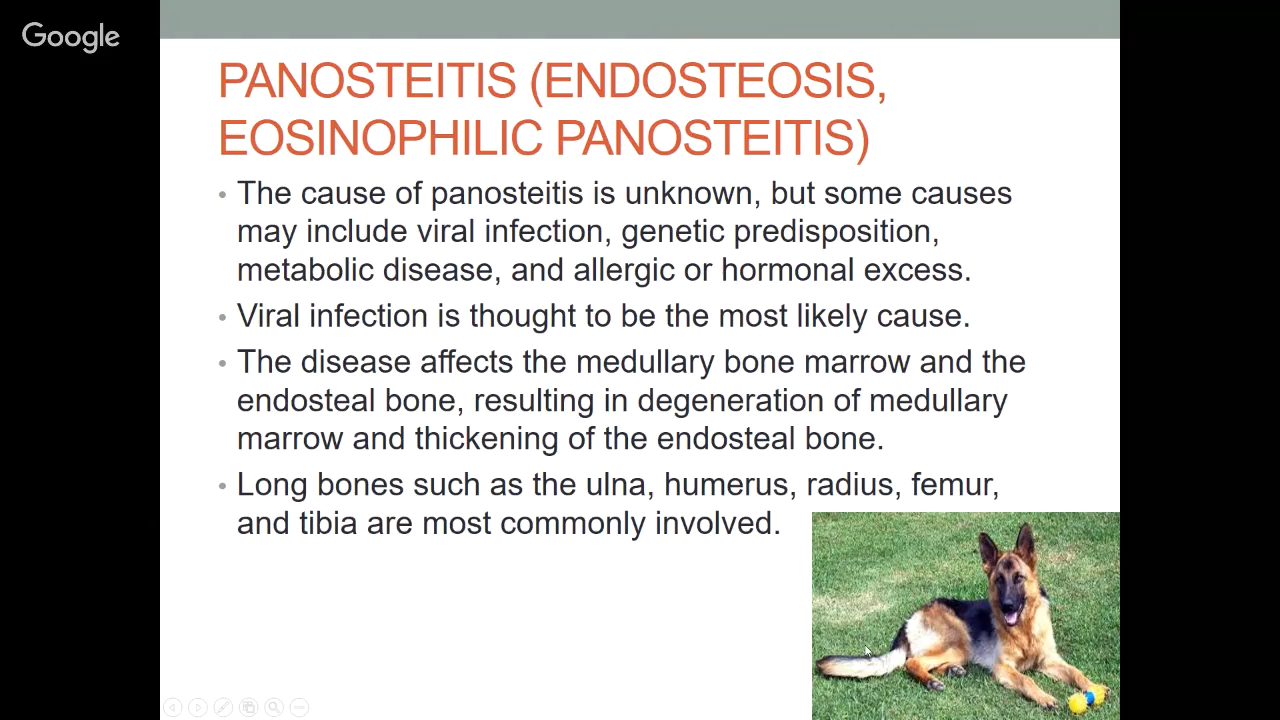 Google
PANOSTEITIS (ENDOSTEOSIS,
EOSINOPHILIC PANOSTEITIS)
• The cause of panosteitis is unknown, but some causes
may include viral infection, genetic predisposition,
metabolic disease, and allergic or hormonal excess.
• Viral infection is thought to be the most likely cause.
• The disease affects the medullary bone marrow and the
endosteal bone, resulting in degeneration of medullary
marrow and thickening of the endosteal bone.
• Long bones such as the ulna, humerus, radius, femur,
and tibia are most commonly involved.